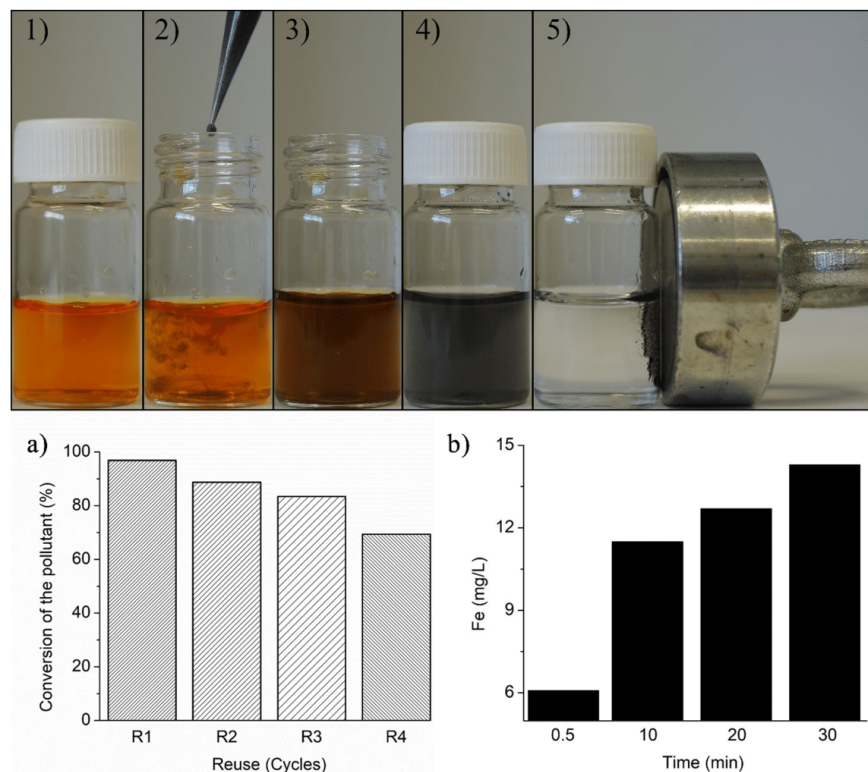 1) 2) 3) 4) 5)
a)
100
80
60
40
20
0
Conversion of the pollutant (%)
R1 R2 R3 R4
Reuse (Cycles)
b)
15
12
9
6
Fe (mg/L)
0.5 10 20 30
Time (min)